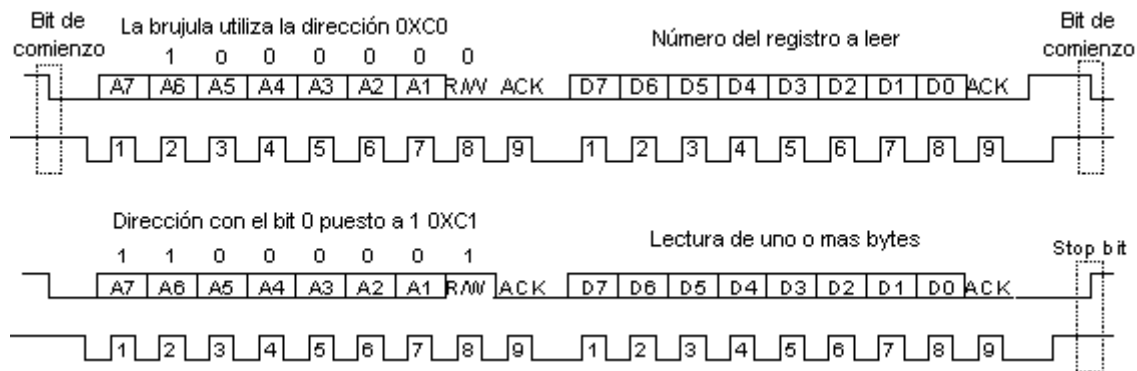 Bit de comienzo
La brujula utiliza la dirección 0XC0
Número del registro a leer
Bit de comienzo
1 0 0 0 0 0 0
A7 A6 A5 A4 A3 A2 A1 R/W ACK D7 D6 D5 D4 D3 D2 D1 D0 ACK
1 2 3 4 5 6 7 8 9 1 2 3 4 5 6 7 8 9
Dirección con el bit 0 puesto a 1 0XC1
Lectura de uno o mas bytes
Stop bit
1 1 0 0 0 0 0 1
A7 A6 A5 A4 A3 A2 A1 R/W ACK D7 D6 D5 D4 D3 D2 D1 D0 ACK
1 2 3 4 5 6 7 8 9 1 2 3 4 5 6 7 8 9